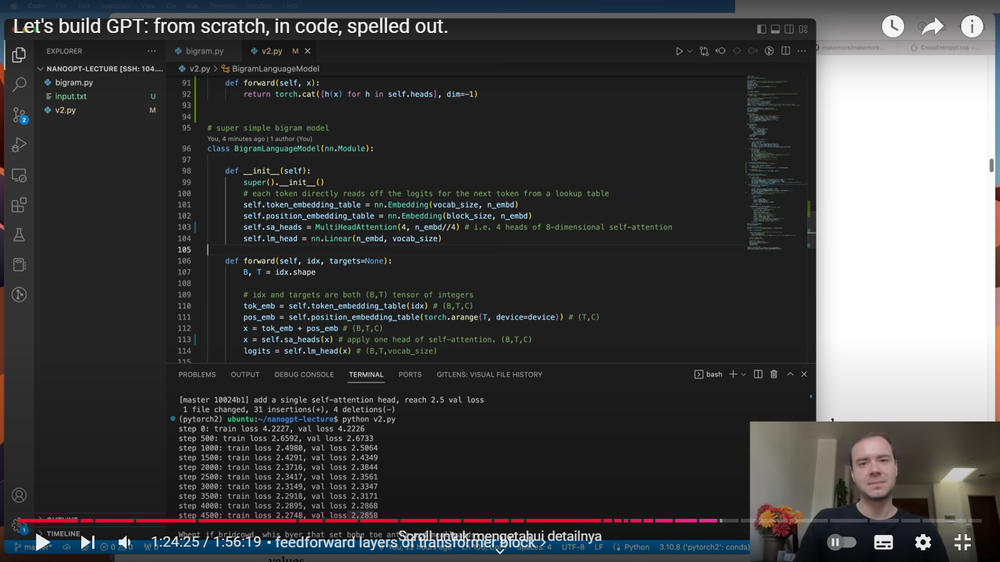 Code File Edit Selection View Go Run Terminal Window Help
Let's build GPT: from scratch, in code, spelled out.
EXPLORER
NANOGPT-LECTURE [SSH: 104....
bigram.py
input.txt U
v2.py M
OUTLINE
TIMELINE
bigram.py
v2.py M
makemore/makemore...
CrossEntropyLoss —...
v2.py > BigramLanguageModel
91 def forward(self, x):
92 return torch.cat([h(x) for h in self.heads], dim=-1)
93
94
95 # super simple bigram model
You, 4 minutes ago | 1 author (You)
96 class BigramLanguageModel(nn.Module):
97
98 def __init__(self):
99 super().__init__()
100 # each token directly reads off the logits for the next token from a lookup table
101 self.token_embedding_table = nn.Embedding(vocab_size, n_embd)
102 self.position_embedding_table = nn.Embedding(block_size, n_embd)
103 self.sa_heads = MultiHeadAttention(4, n_embd//4) # i.e. 4 heads of 8-dimensional self-attention
104 self.lm_head = nn.Linear(n_embd, vocab_size)
105
106 def forward(self, idx, targets=None):
107 B, T = idx.shape
108
109 # idx and targets are both (B,T) tensor of integers
110 tok_emb = self.token_embedding_table(idx) # (B,T,C)
111 pos_emb = self.position_embedding_table(torch.arange(T, device=device)) # (T,C)
112 x = tok_emb + pos_emb # (B,T,C)
113 x = self.sa_heads(x) # apply one head of self-attention. (B,T,C)
114 logits = self.lm_head(x) # (B,T,vocab_size)
115
PROBLEMS OUTPUT DEBUG CONSOLE TERMINAL PORTS GITLENS: VISUAL FILE HISTORY
bash
[master 10024b1] add a single self-attention head, reach 2.5 val loss
1 file changed, 31 insertions(+), 4 deletions(-)
(pytorch2) ubuntu:~/nanogpt-lecture$ python v2.py
step 0: train loss 4.2227, val loss 4.2226
step 500: train loss 2.6592, val loss 2.6733
step 1000: train loss 2.4980, val loss 2.5064
step 1500: train loss 2.4291, val loss 2.4349
step 2000: train loss 2.3716, val loss 2.3844
step 2500: train loss 2.3417, val loss 2.3561
step 3000: train loss 2.3149, val loss 2.3347
step 3500: train loss 2.2918, val loss 2.3171
step 4000: train loss 2.2895, val loss 2.2868
step 4500: train loss 2.2748, val loss 2.2858
Whent if bridcowd, whis byer that set bobe toe
Scroll untuk mengetahui detailnya
1:24:25 / 1:56:19 • feedforward layers of transformer block
master*
UTF-8 LF Python 3.10.8 ('pytorch2': conda)
values